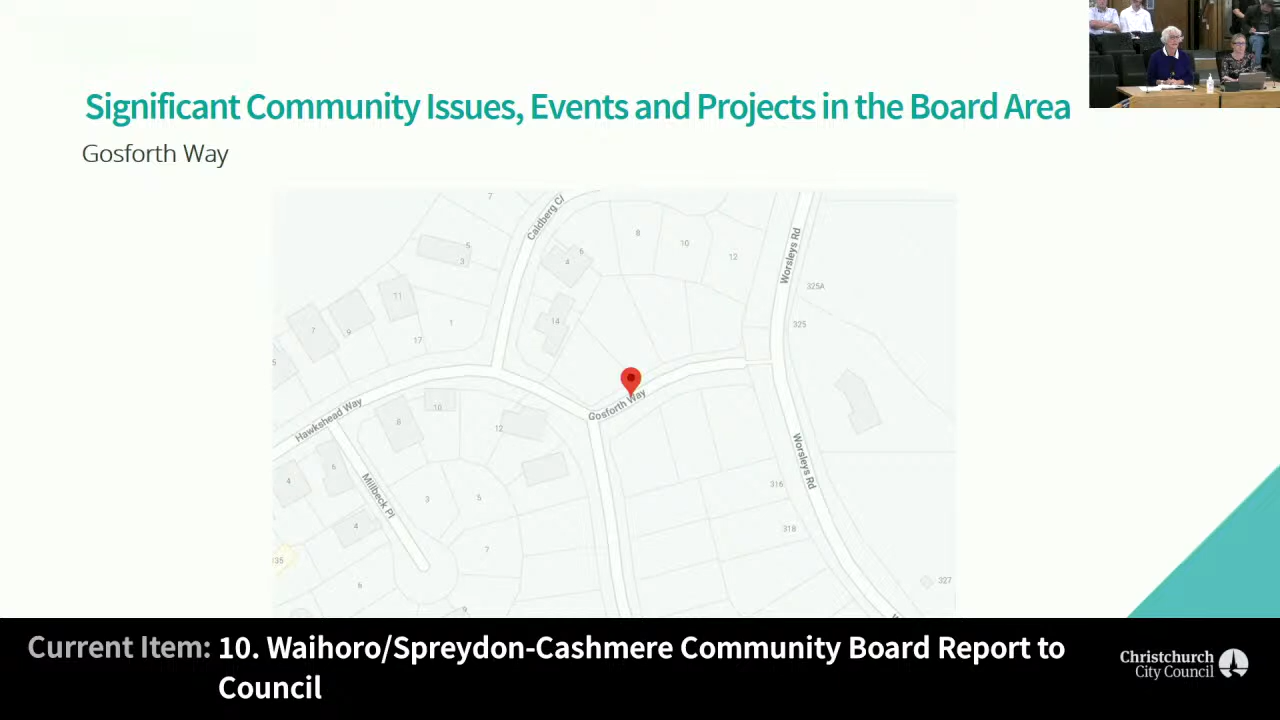 Significant Community Issues, Events and Projects in the Board Area
Gosforth Way
7
Caldberg Cl
8
10
12
Worsleys Rd
5
3
6
4
325A
11
7
9
14
1
17
325
5
Gosforth Way
Hawkshead Way
10
8
12
Worsleys Rd
6
4
Millbeck Pl
3
5
316
4
318
7
135
6
327
9
Current Item: 10. Waihoro/Spreydon-Cashmere Community Board Report to
Council
Christchurch
City Council